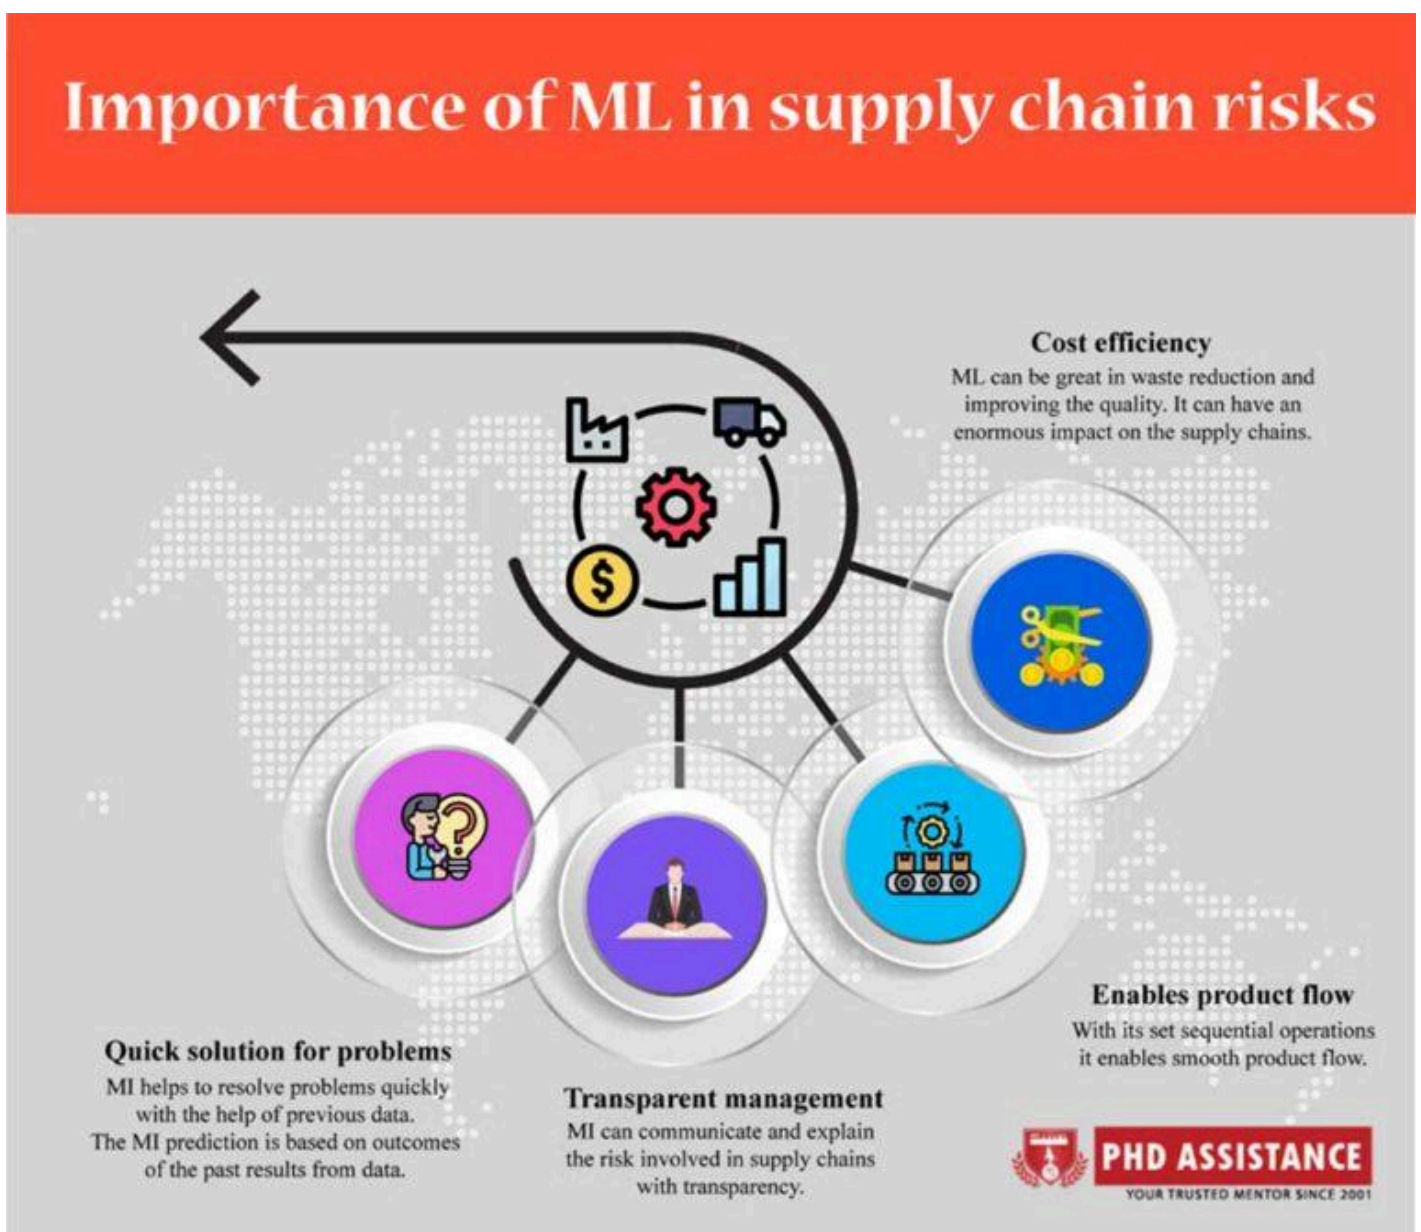 Importance of ML in supply chain risks
Cost efficiency
ML can be great in waste reduction and
improving the quality. It can have an
enormous impact on the supply chains.
Enables product flow
With its set sequential operations
it enables smooth product flow.
Quick solution for problems
MI helps to resolve problems quickly
with the help of previous data.
The MI prediction is based on outcomes
of the past results from data.
Transparent management
MI can communicate and explain
the risk involved in supply chains
with transparency.
$
?
PHD ASSISTANCE
YOUR TRUSTED MENTOR SINCE 2001